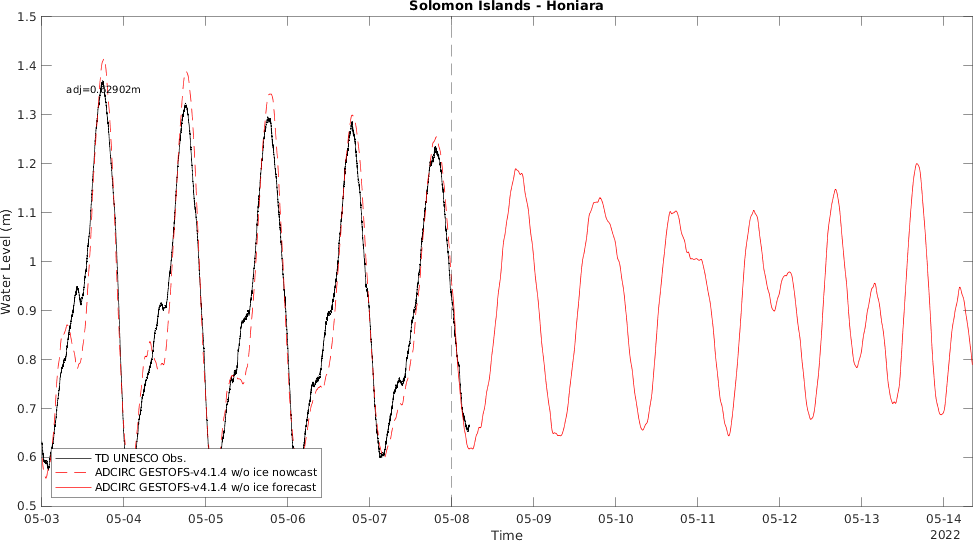 Solomon Islands - Honiara
1.5
1.4
1.3
1.2
1.1
1
0.9
0.8
0.7
0.6
0.5
Water Level (m)
TD UNESCO Obs.
ADCIRC GESTOFS-v4.1.4 w/o ice nowcast
ADCIRC GESTOFS-v4.1.4 w/o ice forecast
05-03 05-04 05-05 05-06 05-07 05-08 05-09 05-10 05-11 05-12 05-13 05-14
2022
Time